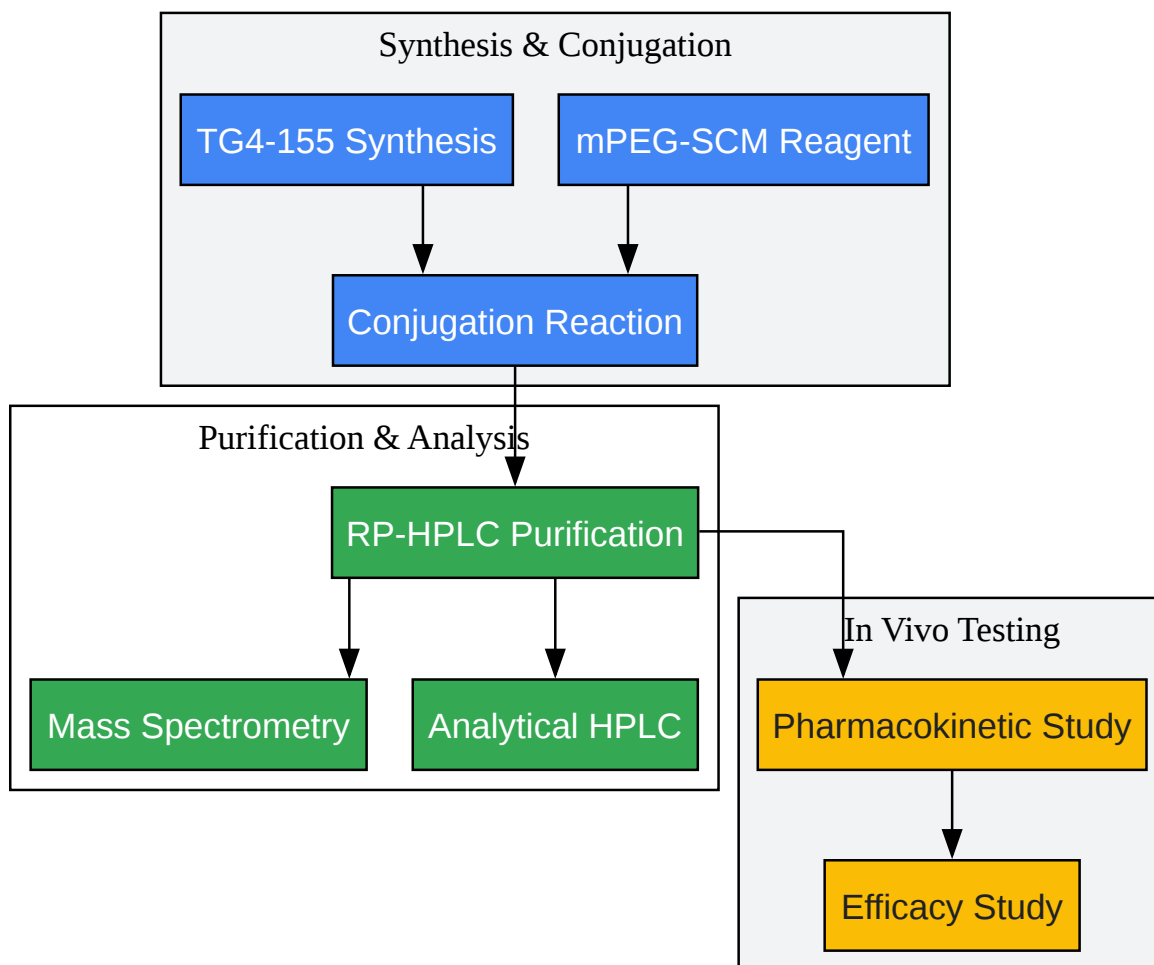 Synthesis & Conjugation
TG4-155 Synthesis
mPEG-SCM Reagent
Conjugation Reaction
Purification & Analysis
RP-HPLC Purification
Mass Spectrometry
Analytical HPLC
In Vivo Testing
Pharmacokinetic Study
Efficacy Study